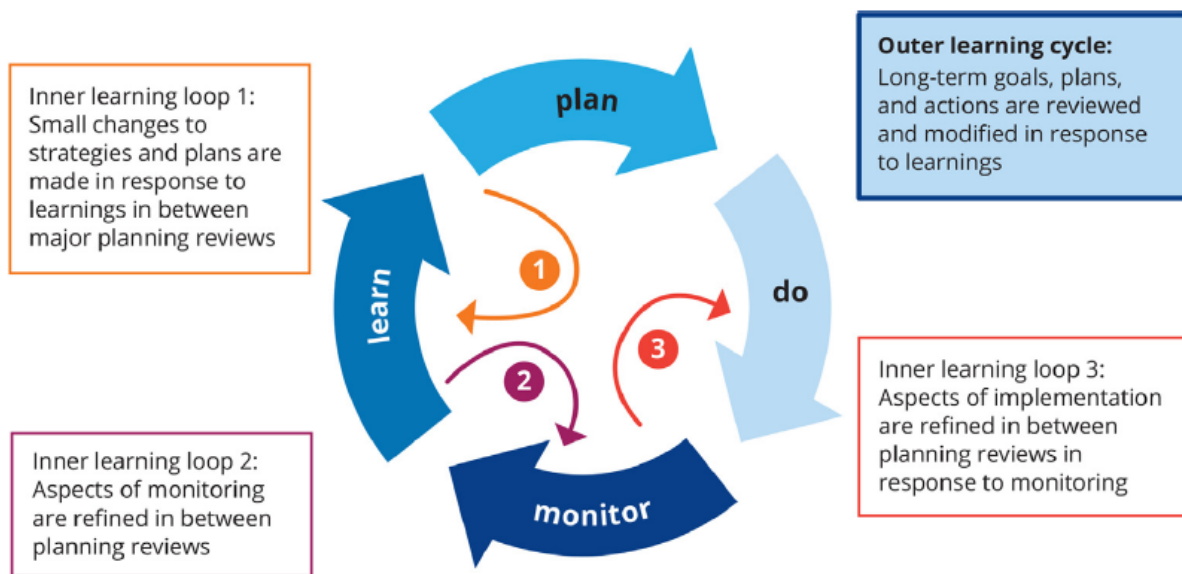 Inner learning loop 1:
Small changes to
strategies and plans are
made in response to
learnings in between
major planning reviews
plan
Outer learning cycle:
Long-term goals, plans,
and actions are reviewed
and modified in response
to learnings
learn
1
do
2
3
monitor
Inner learning loop 2:
Aspects of monitoring
are refined in between
planning reviews
Inner learning loop 3:
Aspects of implementation
are refined in between
planning reviews in
response to monitoring